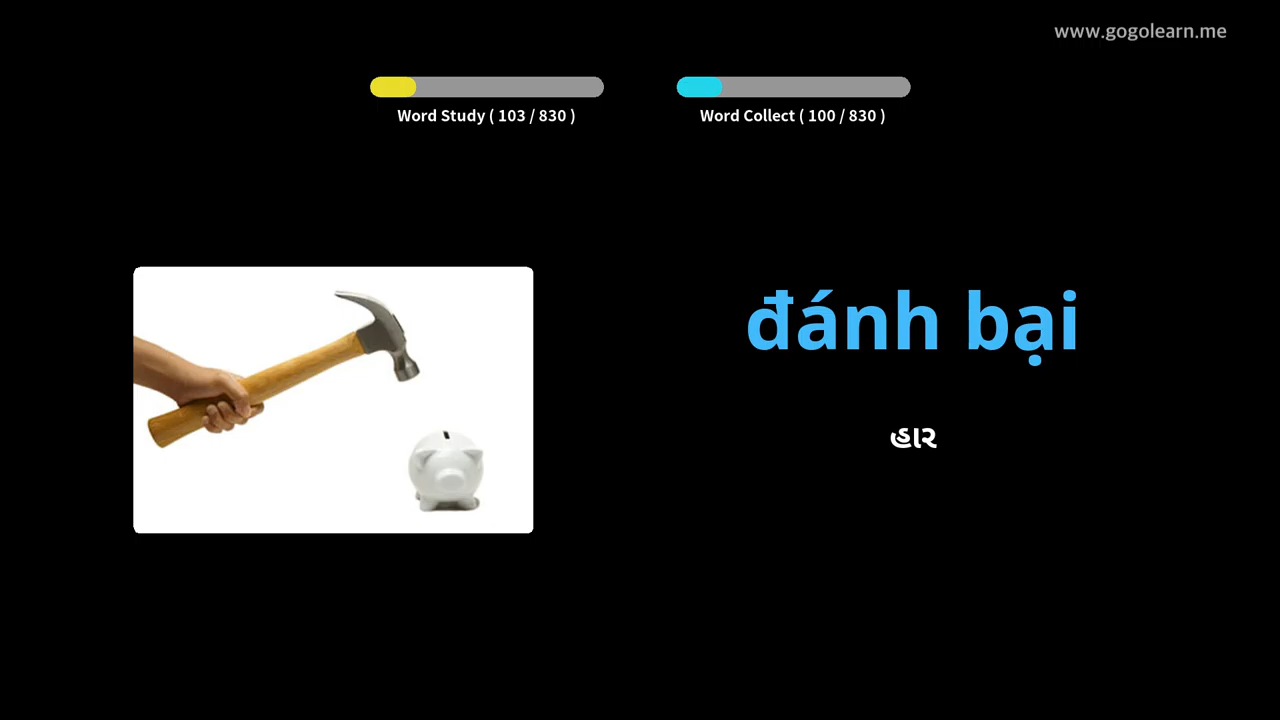 www.gogolearn.me
Word Study ( 103 / 830 )
Word Collect ( 100 / 830 )
đánh bại
હાર